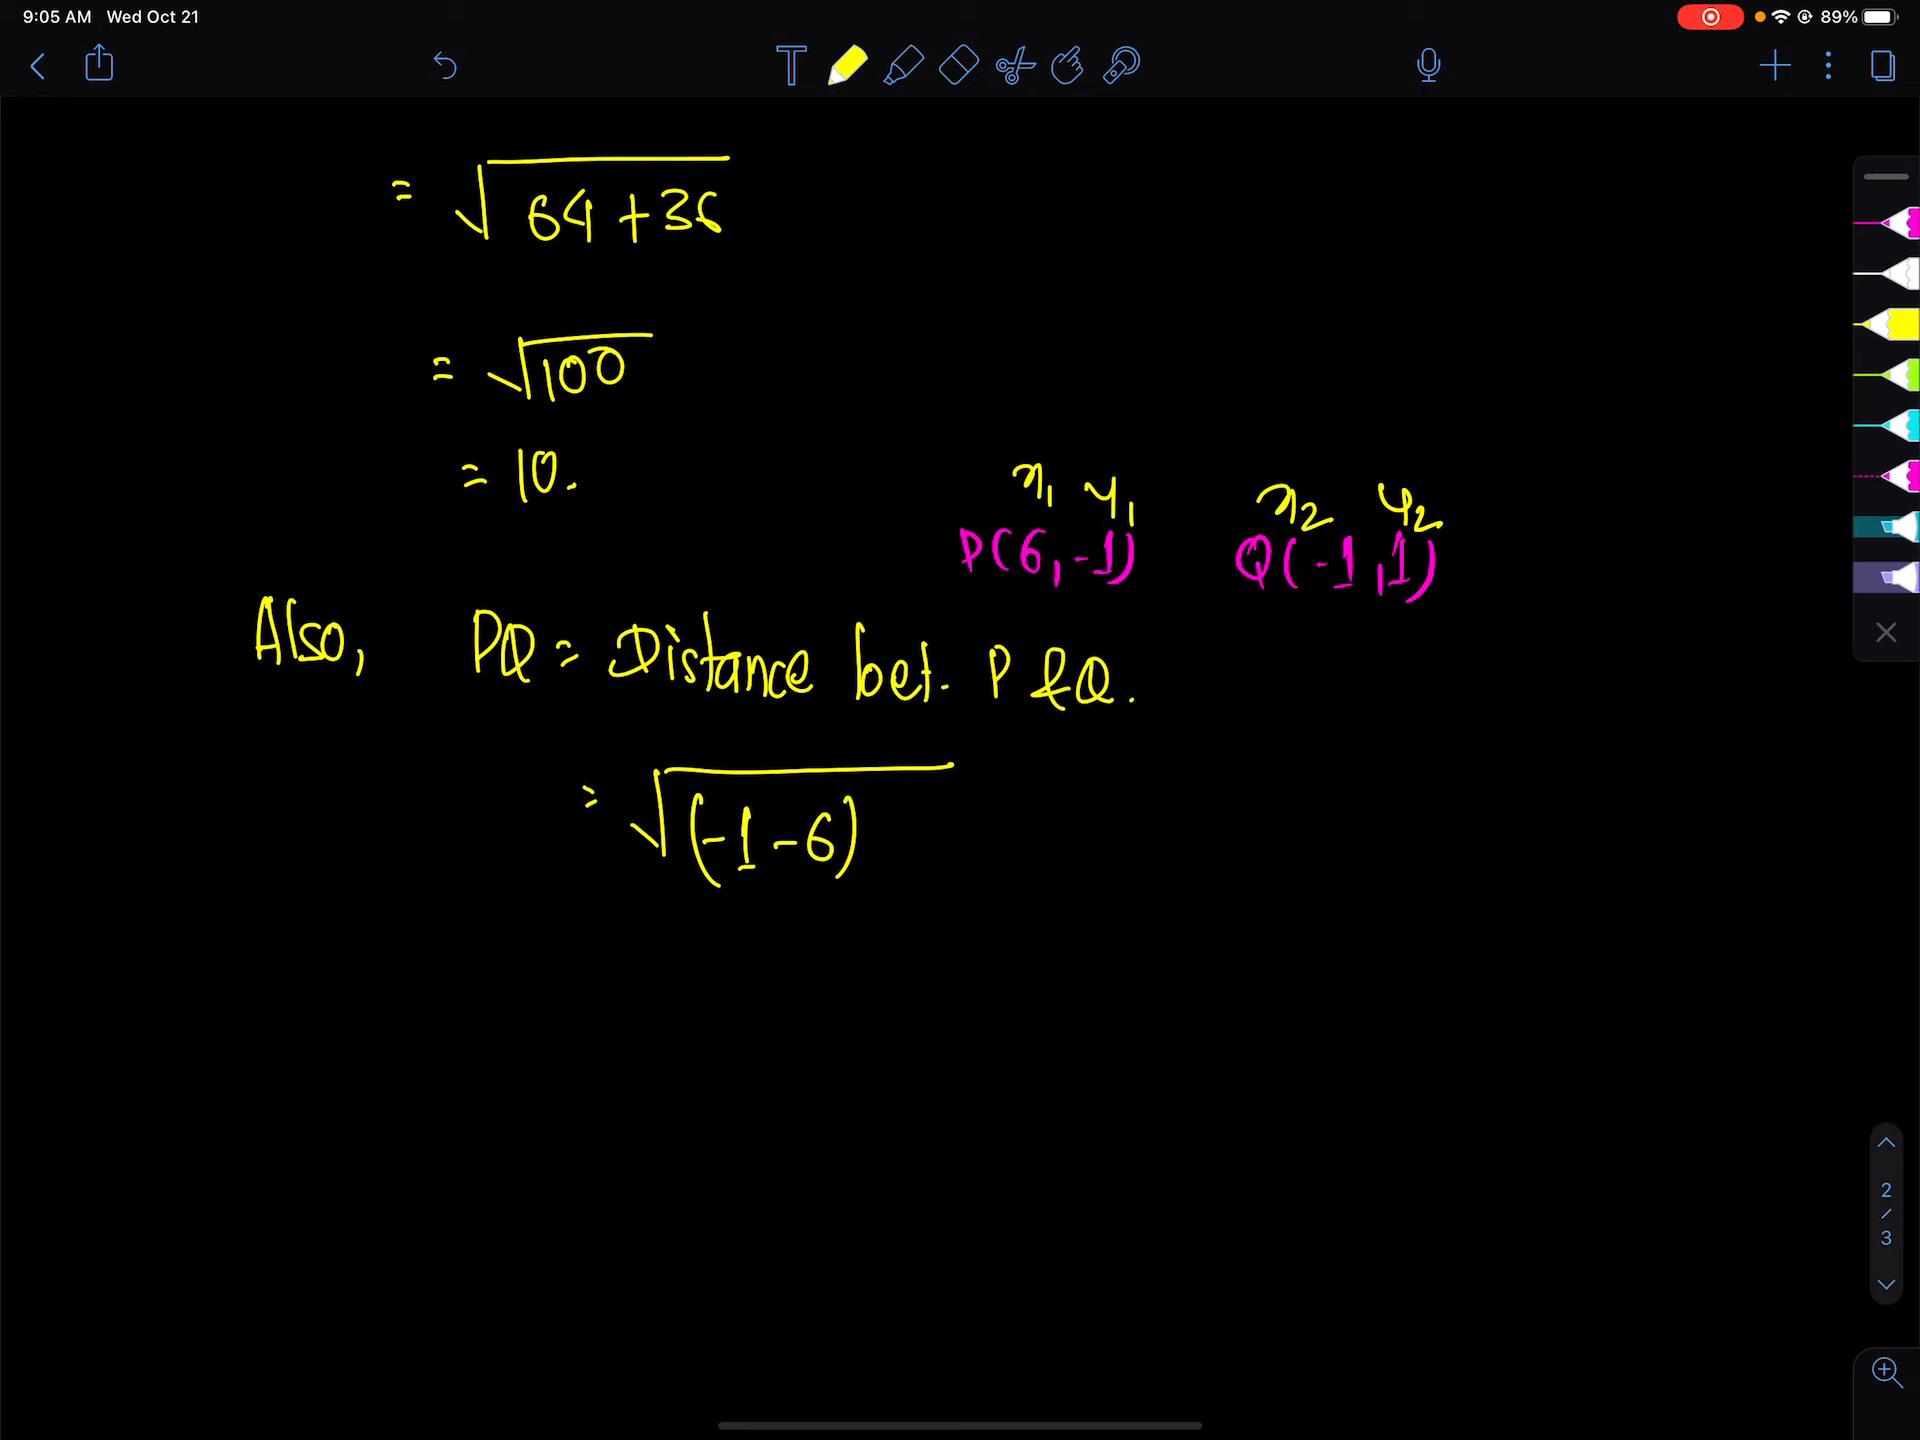 9:05 AM Wed Oct 21 89%
= √64+36
= √100
= 10.
x₁ y₁ x₂ y₂
P(6,-1) Q(-1,1)
Also, PQ = Distance bet. P & Q.
= √(-1-6)
2
/
3